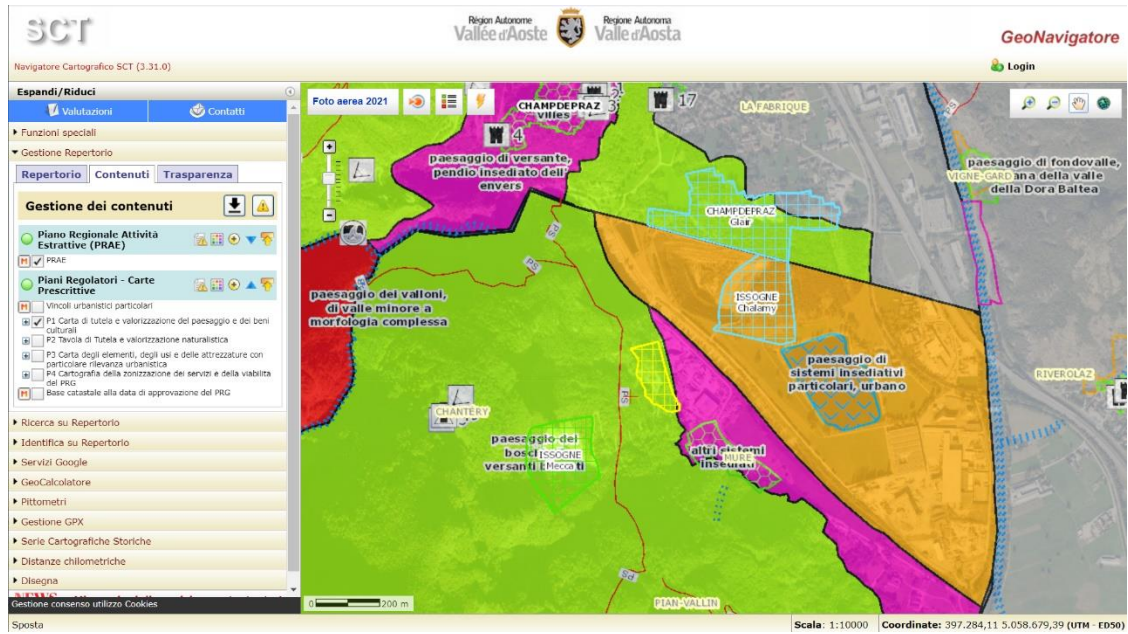 SCT
Région Autonome
Vallée d'Aoste
Regione Autonoma
Valle d'Aosta
GeoNavigatore
Navigatore Cartografico SCT (3.31.0)
Login
Espandi/Riduci
Valutazioni
Contatti
Funzioni speciali
Gestione Repertorio
Repertorio
Contenuti
Trasparenza
Gestione dei contenuti
Piano Regionale Attività
Estrattive (PRAE)
M
PRAE
Piani Regolatori - Carte
Prescrittive
M
Vincoli urbanistici particolari
P1 Carta di tutela e valorizzazione del paesaggio e dei beni
culturali
P2 Tavola di Tutela e valorizzazione naturalistica
P3 Carta degli elementi, degli usi e delle attrezzature con
particolare rilevanza urbanistica
P4 Cartografia della zonizzazione dei servizi e della viabilità
del PRG
M
Base catastale alla data di approvazione del PRG
Ricerca su Repertorio
Identifica su Repertorio
Servizi Google
GeoCalcolatore
Pittometri
Gestione GPX
Serie Cartografiche Storiche
Distanze chilometriche
Disegna
Gestione consenso utilizzo Cookies
Sposta
Foto aerea 2021
CHAMPDEPRAZ
villes
3
17
4
LA FABRIQUE
PS
paesaggio di versante,
pendio insediato dell'
envers
paesaggio di fondovalle,
VIGNE-GARD
ana della valle
della Dora Baltea
CHAMPDEPRAZ
Glair
PS
PS
paesaggio dei valloni,
di valle minore a
morfologia complessa
ISSOGNE
Chalamy
paesaggio di
sistemi insediativi
particolari, urbano
RIVEROLAZ
PS
CHANTÉRY
paesaggio dei
ISSOGNE
Mecca
versanti
altri sistemi
MURE
insediati
PS
PIAN-VALLIN
0
200 m
Scala: 1:10000
Coordinate: 397.284,11 5.058.679,39 (UTM - ED50)